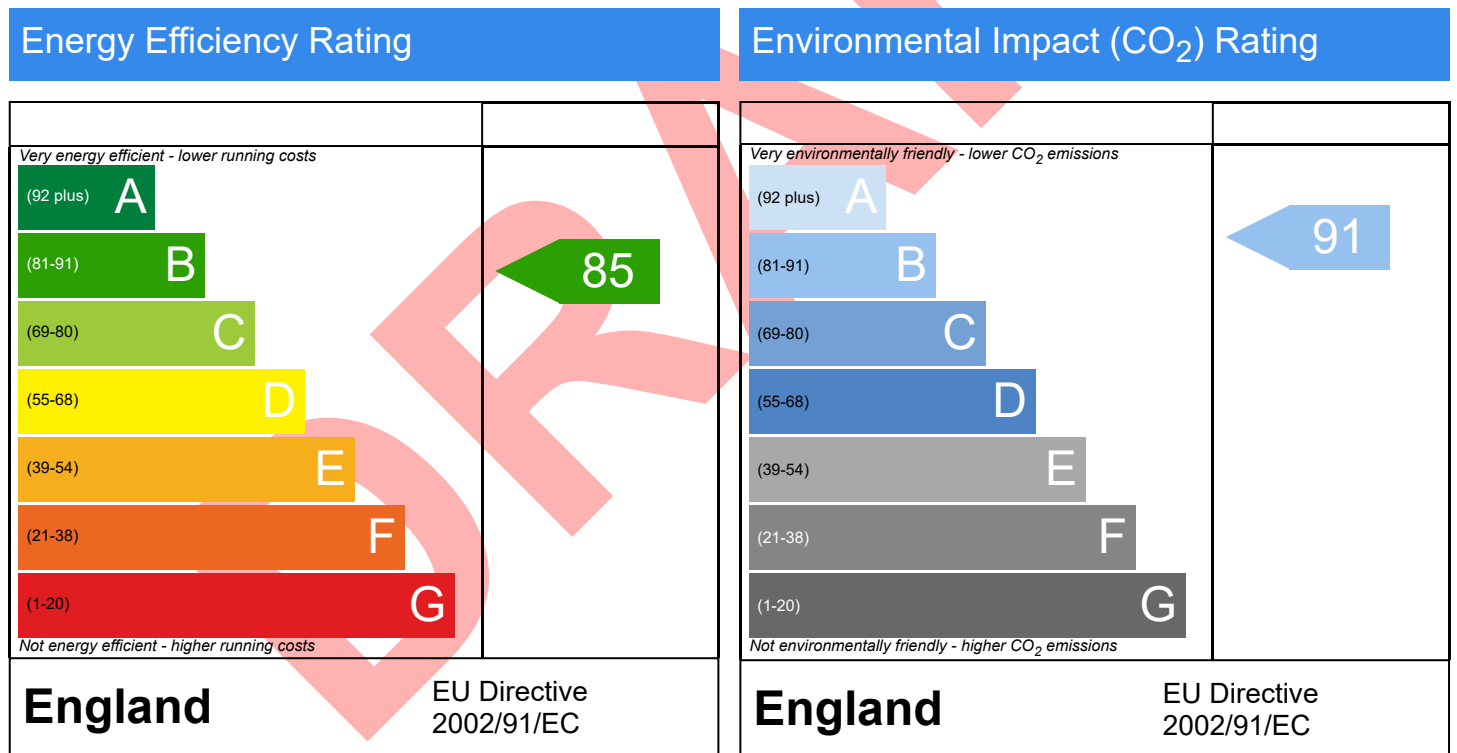 Energy Efficiency Rating
Very energy efficient - lower running costs
(92 plus) A
(81-91) B
85
(69-80) C
(55-68) D
(39-54) E
(21-38) F
(1-20) G
Not energy efficient - higher running costs
England
EU Directive
2002/91/EC
Environmental Impact (CO₂) Rating
Very environmentally friendly - lower CO₂ emissions
(92 plus) A
91
(81-91) B
(69-80) C
(55-68) D
(39-54) E
(21-38) F
(1-20) G
Not environmentally friendly - higher CO₂ emissions
England
EU Directive
2002/91/EC
DRA